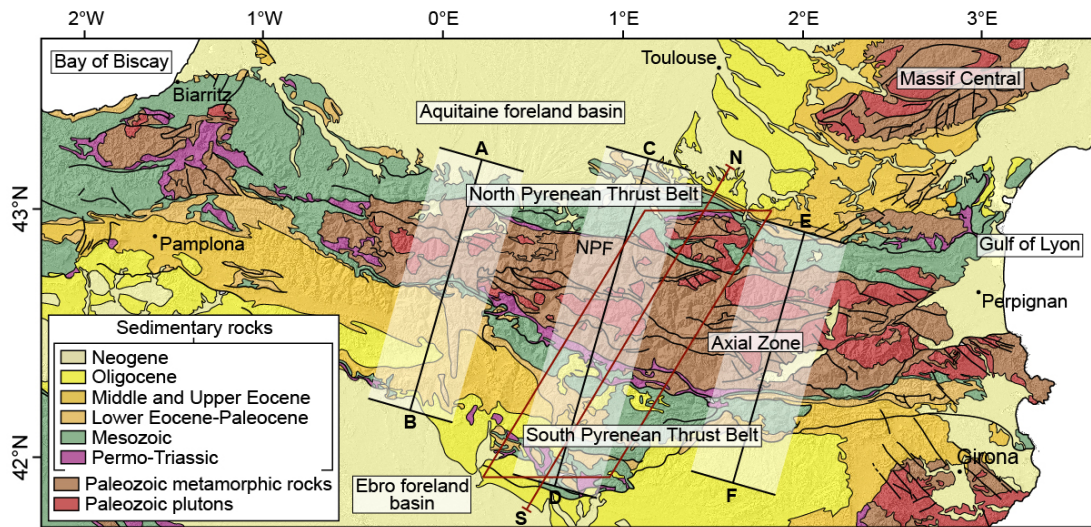 2°W
1°W
0°E
1°E
2°E
3°E
43°N
42°N
Bay of Biscay
Biarritz
Toulouse
Massif Central
Aquitaine foreland basin
A
C
N
North Pyrenean Thrust Belt
E
NPF
Gulf of Lyon
Pamplona
Perpignan
Axial Zone
B
South Pyrenean Thrust Belt
Girona
Ebro foreland
basin
D
F
S
Sedimentary rocks
Neogene
Oligocene
Middle and Upper Eocene
Lower Eocene-Paleocene
Mesozoic
Permo-Triassic
Paleozoic metamorphic rocks
Paleozoic plutons